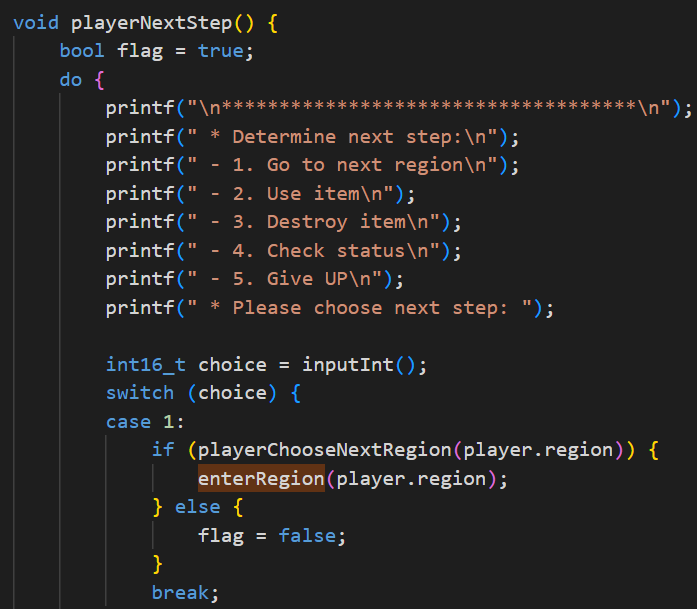 void playerNextStep() {
    bool flag = true;
    do {
        printf("\n************************************\n");
        printf(" * Determine next step:\n");
        printf(" - 1. Go to next region\n");
        printf(" - 2. Use item\n");
        printf(" - 3. Destroy item\n");
        printf(" - 4. Check status\n");
        printf(" - 5. Give UP\n");
        printf(" * Please choose next step: ");

        int16_t choice = inputInt();
        switch (choice) {
        case 1:
            if (playerChooseNextRegion(player.region)) {
                enterRegion(player.region);
            } else {
                flag = false;
            }
            break;